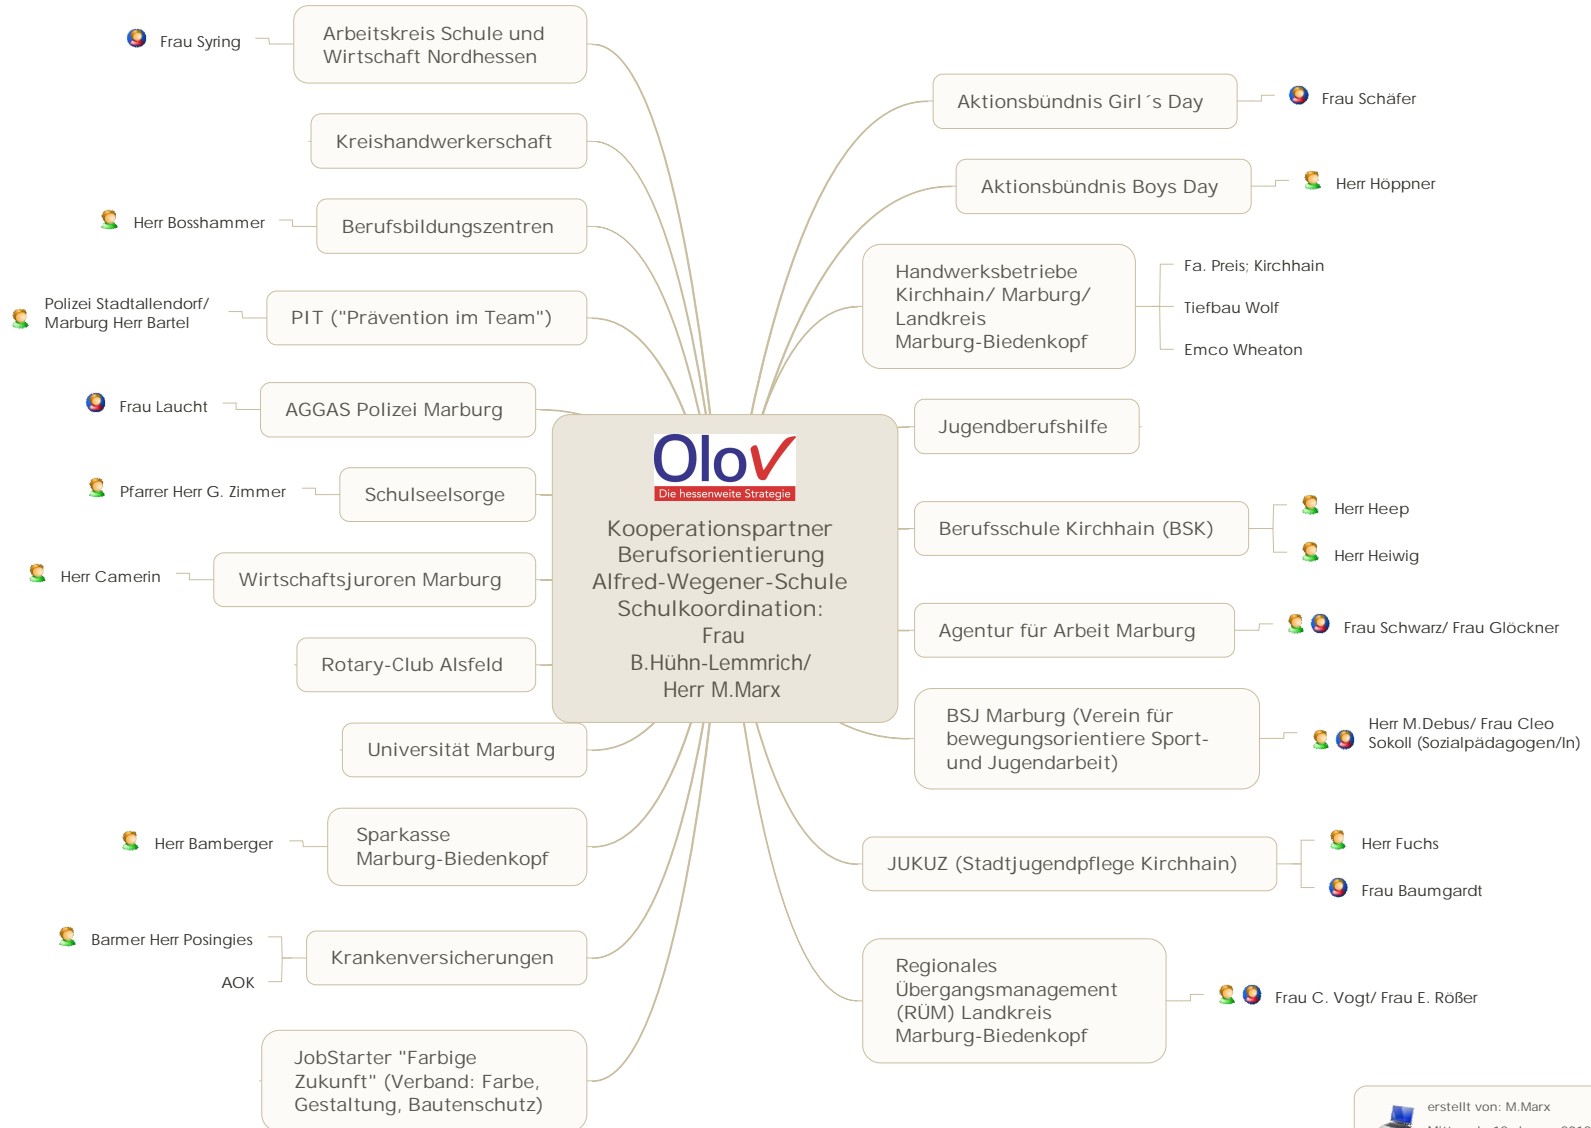 Olov
Die hessenweite Strategie
Kooperationspartner
Berufsorientierung
Alfred-Wegener-Schule
Schulkoordination:
Frau
B.Hühn-Lemmrich/
Herr M.Marx
Frau Syring
Arbeitskreis Schule und
Wirtschaft Nordhessen
Kreishandwerkerschaft
Herr Bosshammer
Berufsbildungszentren
Polizei Stadtallendorf/
Marburg Herr Bartel
PIT ("Prävention im Team")
Frau Laucht
AGGAS Polizei Marburg
Pfarrer Herr G. Zimmer
Schulseelsorge
Herr Camerin
Wirtschaftsjuroren Marburg
Rotary-Club Alsfeld
Universität Marburg
Herr Bamberger
Sparkasse
Marburg-Biedenkopf
Barmer Herr Posingies
AOK
Krankenversicherungen
JobStarter "Farbige
Zukunft" (Verband: Farbe,
Gestaltung, Bautenschutz)
Aktionsbündnis Girl´s Day
Frau Schäfer
Aktionsbündnis Boys Day
Herr Höppner
Handwerksbetriebe
Kirchhain/ Marburg/
Landkreis
Marburg-Biedenkopf
Fa. Preis; Kirchhain
Tiefbau Wolf
Emco Wheaton
Jugendberufshilfe
Berufsschule Kirchhain (BSK)
Herr Heep
Herr Heiwig
Agentur für Arbeit Marburg
Frau Schwarz/ Frau Glöckner
BSJ Marburg (Verein für
bewegungsorientiere Sport-
und Jugendarbeit)
Herr M.Debus/ Frau Cleo
Sokoll (Sozialpädagogen/In)
JUKUZ (Stadtjugendpflege Kirchhain)
Herr Fuchs
Frau Baumgardt
Regionales
Übergangsmanagement
(RÜM) Landkreis
Marburg-Biedenkopf
Frau C. Vogt/ Frau E. Rößer
erstellt von: M.Marx